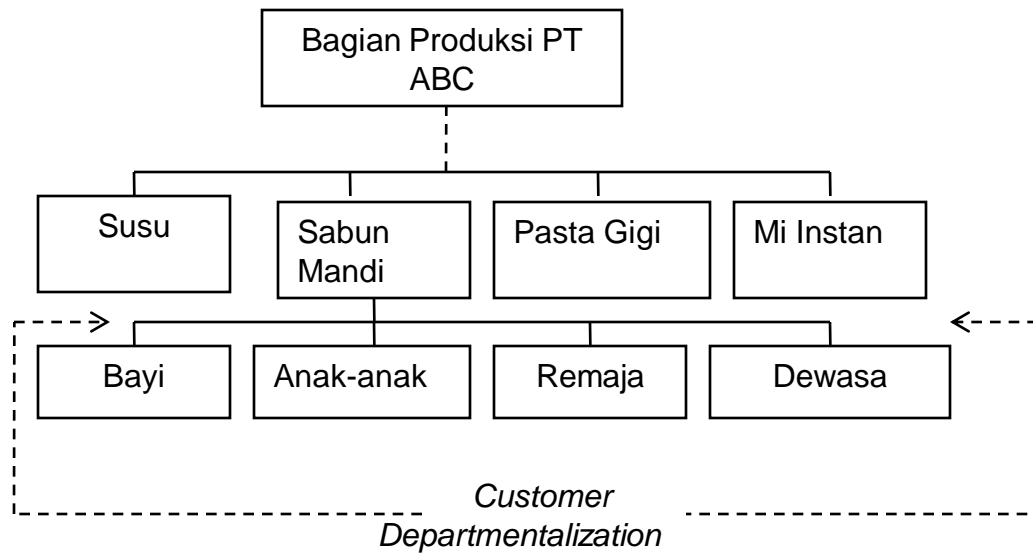 Bagian Produksi PT
ABC
Susu
Sabun
Mandi
Pasta Gigi
Mi Instan
Bayi
Anak-anak
Remaja
Dewasa
Customer
Departmentalization